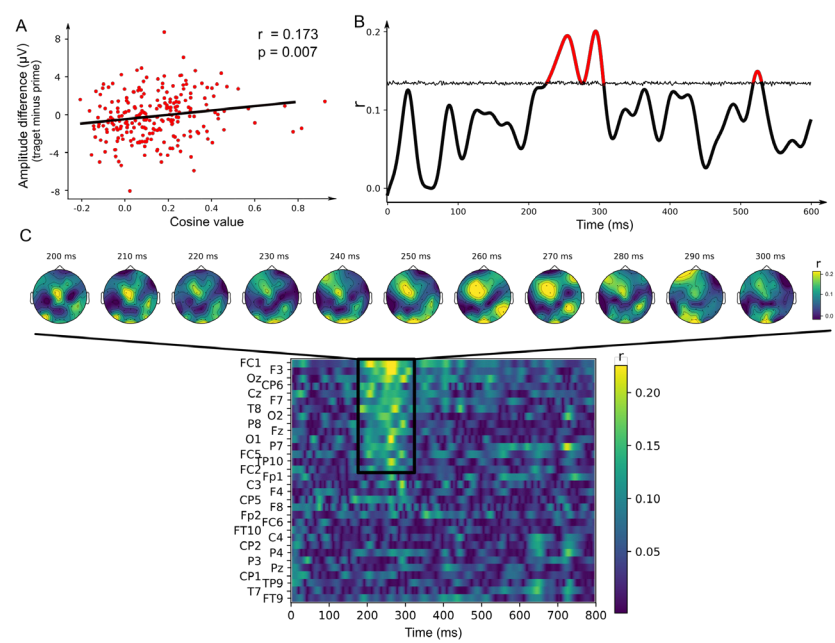 A
r = 0.173
p = 0.007
Amplitude difference (μV)
(traget minus prime)
8
4
0
-4
-8
-0.2 0.0 0.2 0.4 0.6 0.8
Cosine value
B
r
0.2
0.1
0.0
0 100 200 300 400 500 600
Time (ms)
C
200 ms 210 ms 220 ms 230 ms 240 ms 250 ms 260 ms 270 ms 280 ms 290 ms 300 ms
r
0.2
0.1
0.0
FC1
F3
Oz
CP6
Cz
F7
T8
O2
P8
Fz
O1
P7
FC5
TP10
FC2
Fp1
C3
F4
CP5
F8
Fp2
FC6
FT10
C4
CP2
P4
P3
Pz
CP1
TP9
T7
FT9
0 100 200 300 400 500 600 700 800
Time (ms)
r
0.20
0.15
0.10
0.05